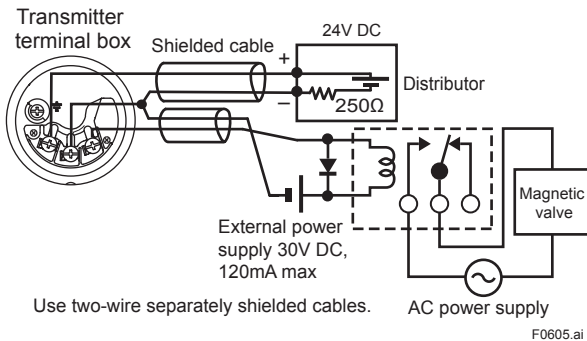 Transmitter
terminal box
Shielded cable
24V DC
+
–
250Ω
Distributor
Magnetic
valve
External power
supply 30V DC,
120mA max
Use two-wire separately shielded cables.
AC power supply
F0605.ai